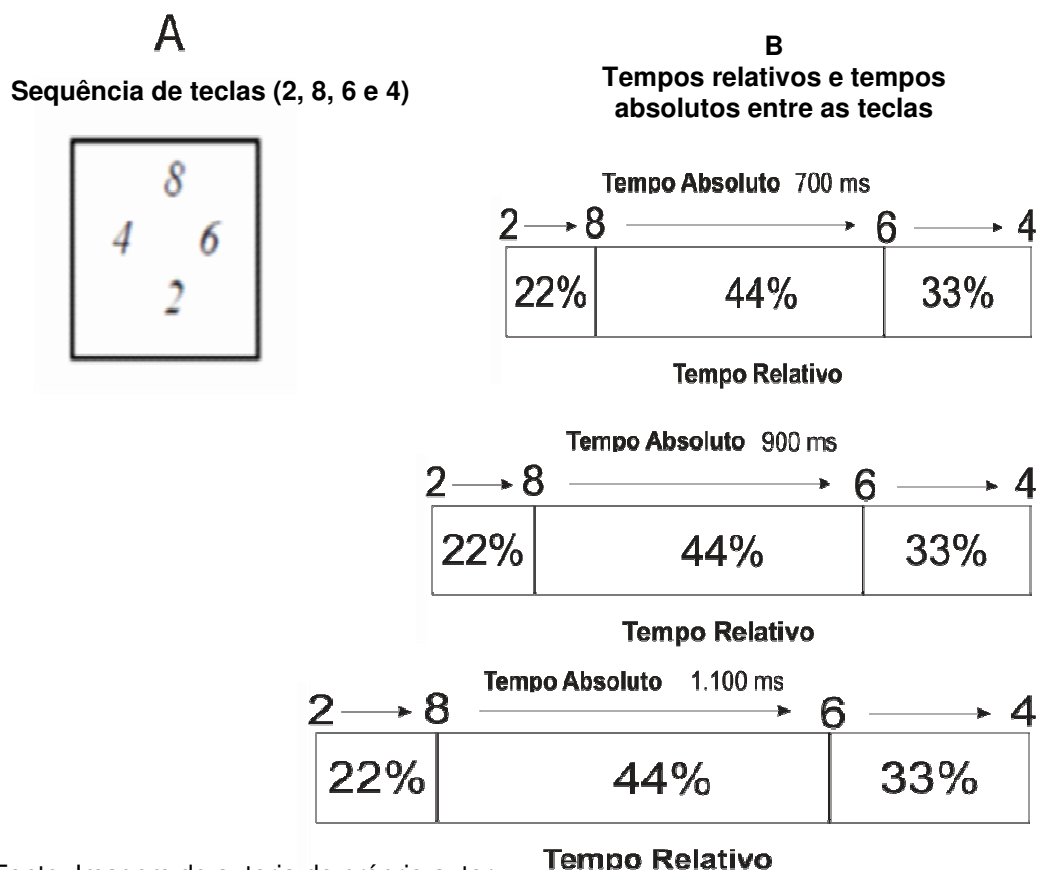 A
Sequência de teclas (2, 8, 6 e 4)
8
4 6
2
B
Tempos relativos e tempos
absolutos entre as teclas
Tempo Absoluto 700 ms
2 8 6 4
22% 44% 33%
Tempo Relativo
Tempo Absoluto 900 ms
2 8 6 4
22% 44% 33%
Tempo Relativo
Tempo Absoluto 1.100 ms
2 8 6 4
22% 44% 33%
Tempo Relativo